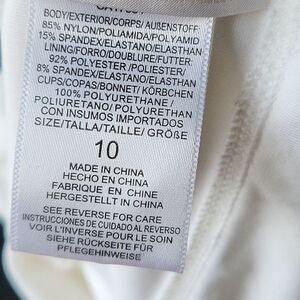 BODY/EXTERIOR/CORPS/ AUßENSTOFF:
85% NYLON/POLIAMIDA/POLYAMID
15% SPANDEX/ELASTANO/ELASTHAN
LINING/FORRO/DOUBLURE/FUTTER:
92% POLYESTER /POLIESTER/
8% SPANDEX/ELASTANO/ELASTHAN
CUPS/COPAS/BONNET/ KÖRBCHEN
100% POLYURETHANE /
POLIURETANO/ POLYURETHAN
CON INSUMOS IMPORTADOS
SIZE/TALLA/TAILLE/ GRÖßE
10
MADE IN CHINA
HECHO EN CHINA
FABRIQUE EN CHINE
HERGESTELLT IN CHINA
SEE REVERSE FOR CARE
INSTRUCCIONES DE CUIDADO AL REVERSO
VOIR L'INVERSE POUR LE SOIN
SIEHE RÜCKSEITE FÜR
PFLEGEHINWEISE